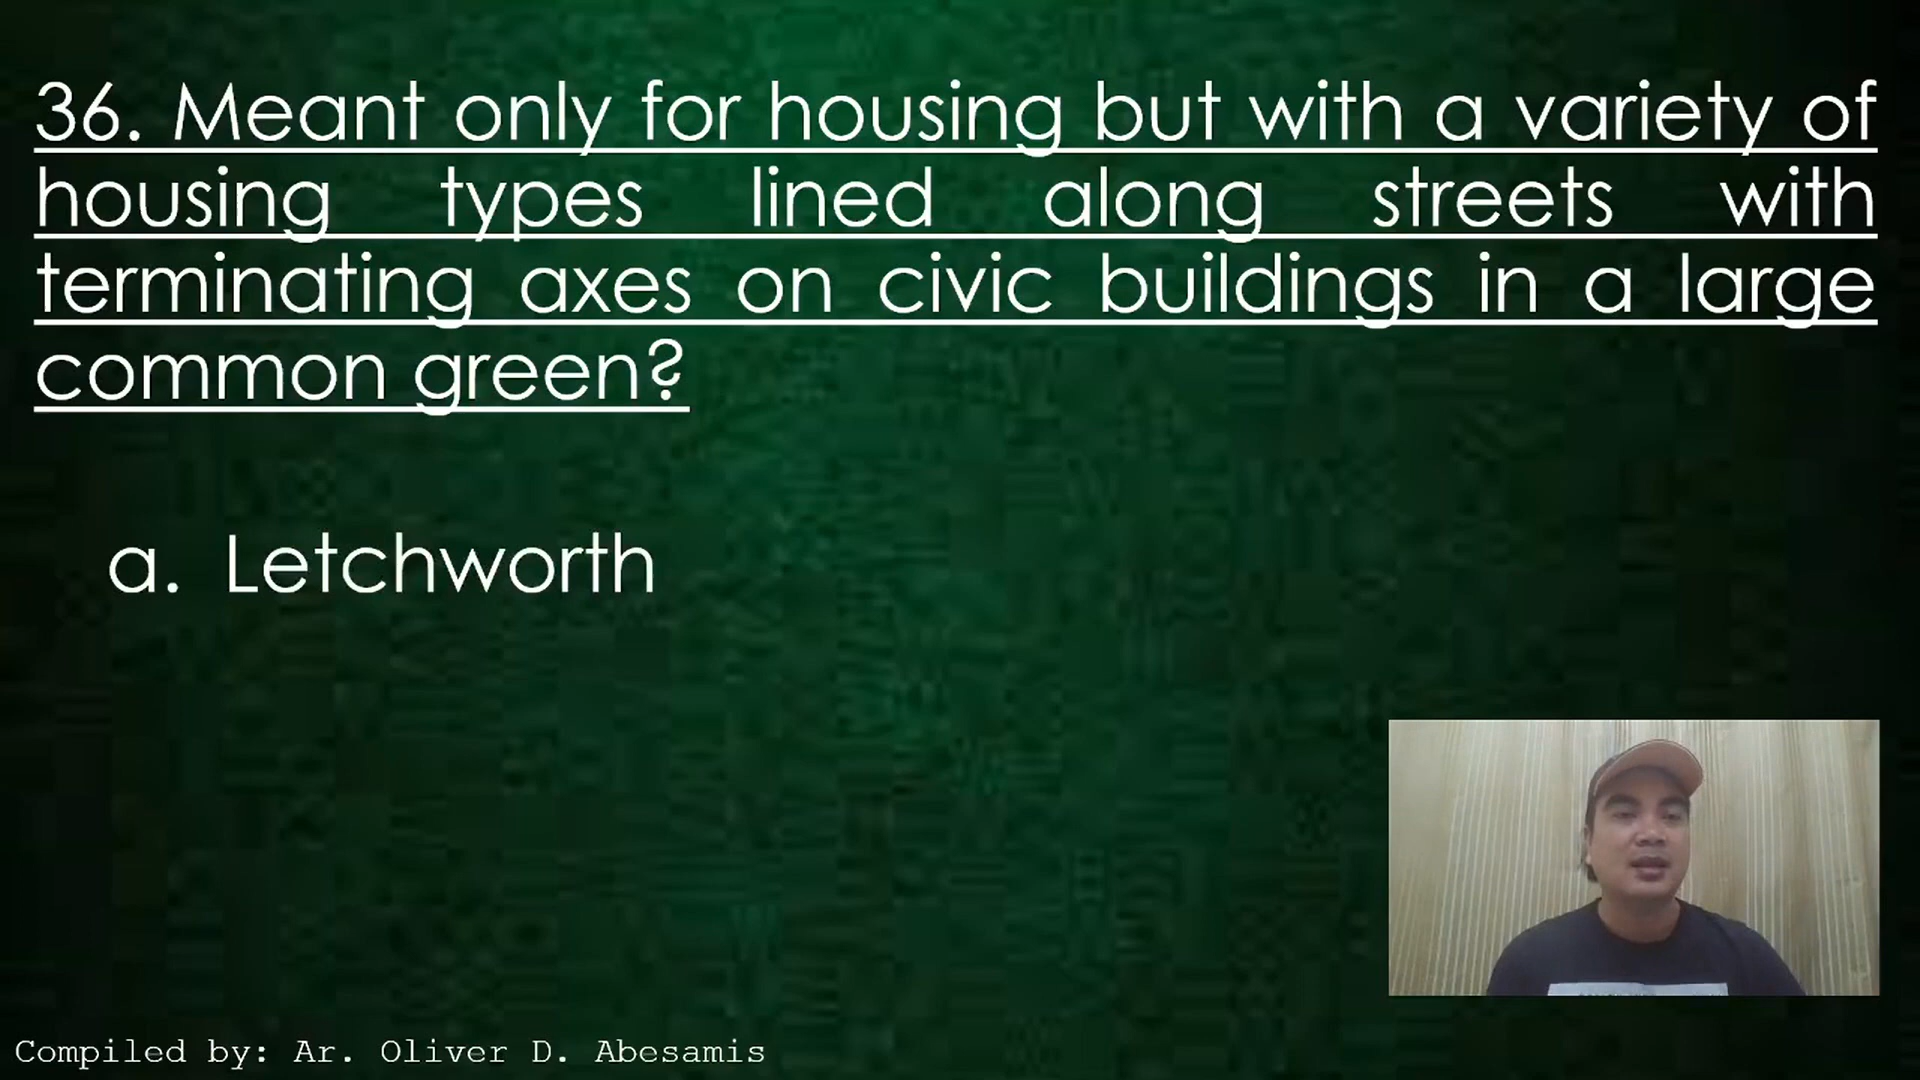 36. Meant only for housing but with a variety of
housing types lined along streets with
terminating axes on civic buildings in a large
common green?
a. Letchworth
Compiled by: Ar. Oliver D. Abesamis